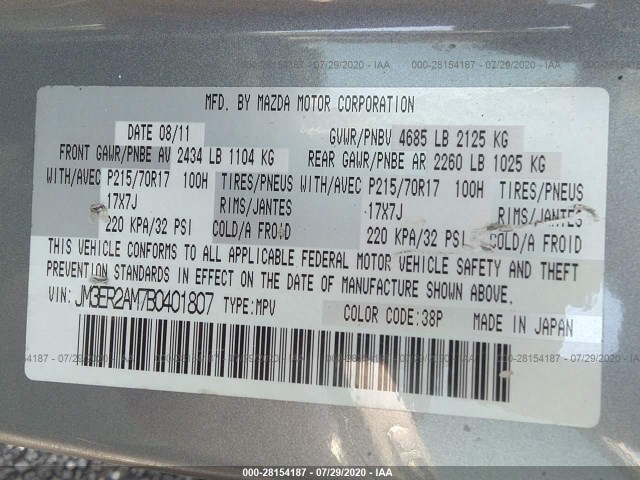 000-28154187 - 07/29/2020 - IAA
MFD. BY MAZDA MOTOR CORPORATION
DATE 08/11
GVWR/PNBV 4685 LB 2125 KG
FRONT GAWR/PNBE AV 2434 LB 1104 KG
REAR GAWR/PNBE AR 2260 LB 1025 KG
WITH/AVEC P215/70R17 100H TIRES/PNEUS
WITH/AVEC P215/70R17 100H TIRES/PNEUS
17X7J RIMS/JANTES
17X7J RIMS/JANTES
220 KPA/32 PSI COLD/A FROID
220 KPA/32 PSI COLD/A FROID
THIS VEHICLE CONFORMS TO ALL APPLICABLE FEDERAL MOTOR VEHICLE SAFETY AND THEFT
PREVENTION STANDARDS IN EFFECT ON THE DATE OF MANUFACTURE SHOWN ABOVE.
VIN: JM3ER2AM7B0401807 TYPE:MPV
COLOR CODE:38P MADE IN JAPAN
000-28154187 - 07/29/2020 - IAA